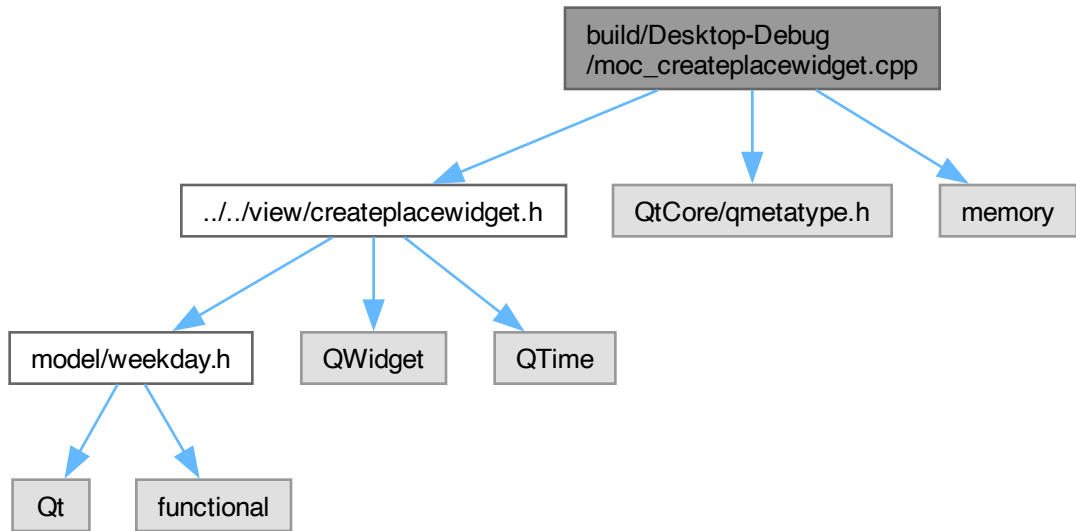 build/Desktop-Debug
/moc_createplacewidget.cpp
../../view/createplacewidget.h
QtCore/qmetatype.h
memory
model/weekday.h
QWidget
QTime
Qt
functional